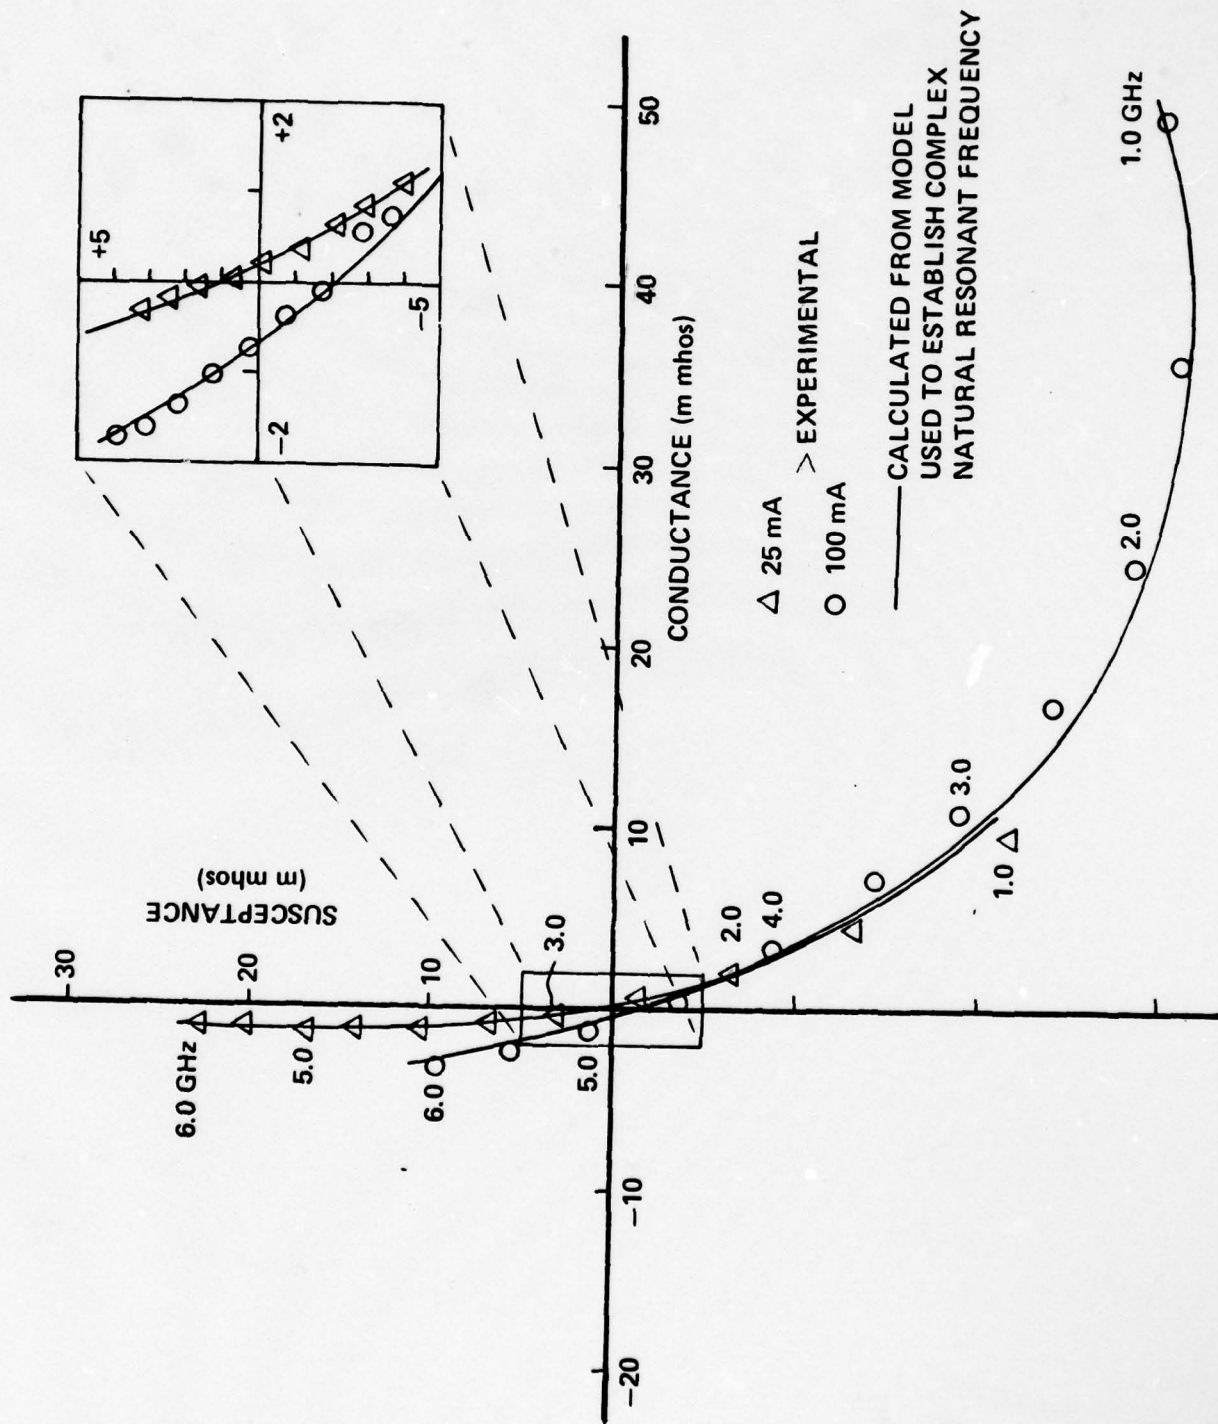 SUSCEPTANCE
(m mhos)
30
20
10
6.0 GHz
5.0
3.0
6.0
5.0
2.0
4.0
1.0
3.0
2.0
1.0 GHz
-20
-10
10
20
30
40
50
CONDUCTANCE (m mhos)
+5
-2
+2
-5
△ 25 mA
○ 100 mA
> EXPERIMENTAL
CALCULATED FROM MODEL
USED TO ESTABLISH COMPLEX
NATURAL RESONANT FREQUENCY